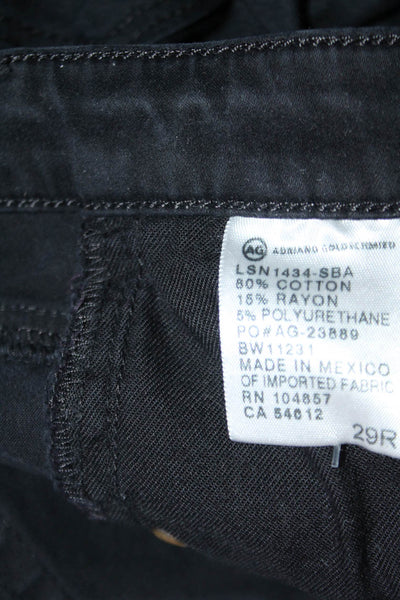 AG ADRIANO GOLDSCHMIED
LSN1434-SBA
80% COTTON
15% RAYON
5% POLYURETHANE
PO#AG-23889
BW11231
MADE IN MEXICO
OF IMPORTED FABRIC
RN 104857
CA 54612
29R